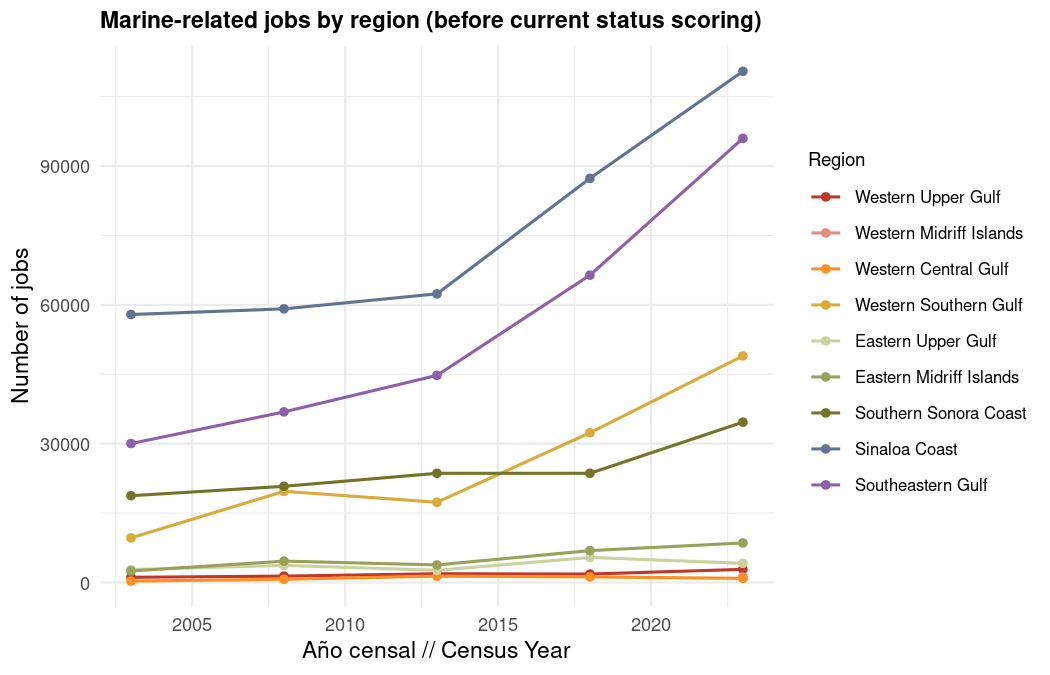 Marine-related jobs by region (before current status scoring)
Number of jobs
90000
60000
30000
0
2005
2010
2015
2020
Año censal // Census Year
Region
Western Upper Gulf
Western Midriff Islands
Western Central Gulf
Western Southern Gulf
Eastern Upper Gulf
Eastern Midriff Islands
Southern Sonora Coast
Sinaloa Coast
Southeastern Gulf